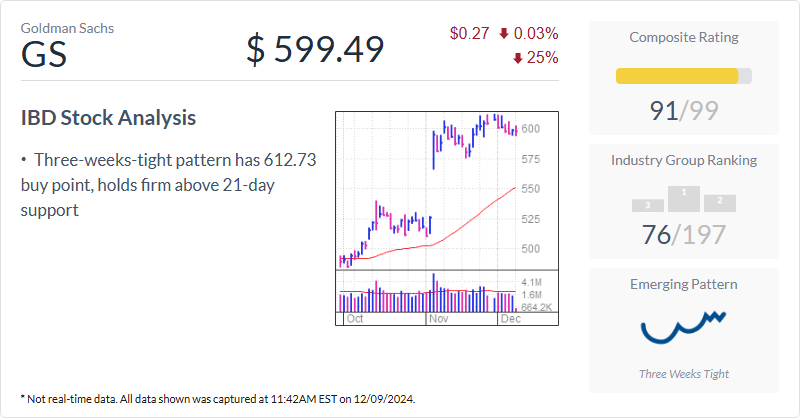 Goldman Sachs
GS
$ 599.49
$0.27 0.03%
25%
IBD Stock Analysis
• Three-weeks-tight pattern has 612.73
buy point, holds firm above 21-day
support
600
575
550
525
500
4.1M
1.6M
664.2K
Oct Nov Dec
Composite Rating
91/99
Industry Group Ranking
3 1 2
76/197
Emerging Pattern
Three Weeks Tight
* Not real-time data. All data shown was captured at 11:42AM EST on 12/09/2024.